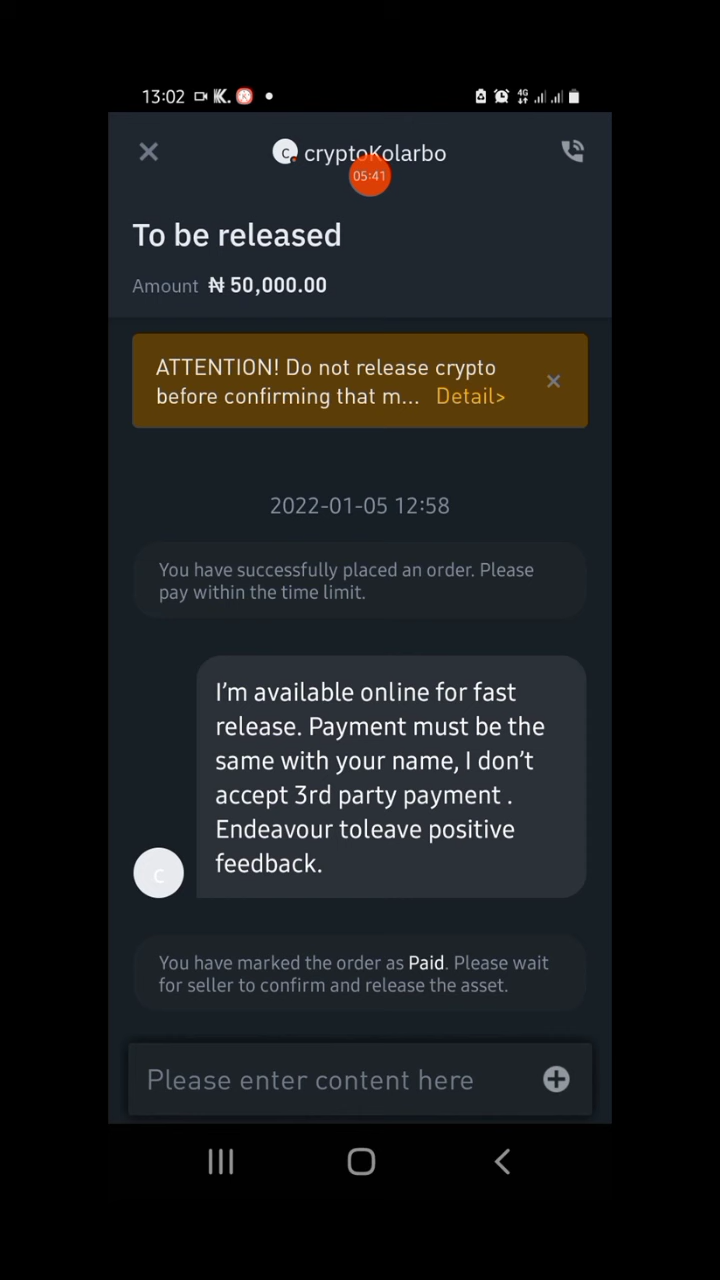 13:02 K. 4G
C cryptoKolarbo
05:41
To be released
Amount ₦ 50,000.00
ATTENTION! Do not release crypto
before confirming that m... Detail>
2022-01-05 12:58
You have successfully placed an order. Please
pay within the time limit.
I'm available online for fast
release. Payment must be the
same with your name, I don't
accept 3rd party payment .
Endeavour toleave positive
feedback.
C
You have marked the order as Paid. Please wait
for seller to confirm and release the asset.
Please enter content here